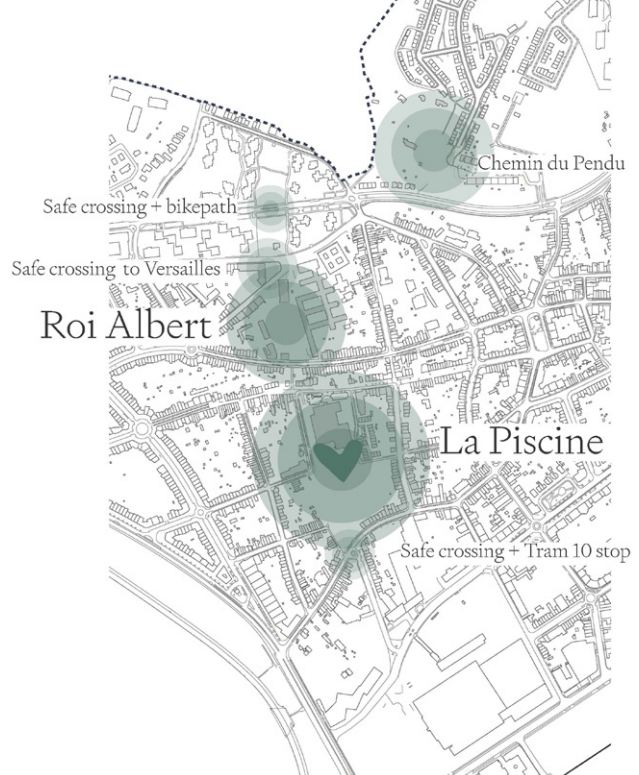 Chemin du Pendu
Safe crossing + bikepath
Safe crossing to Versailles
Roi Albert
La Piscine
Safe crossing + Tram 10 stop